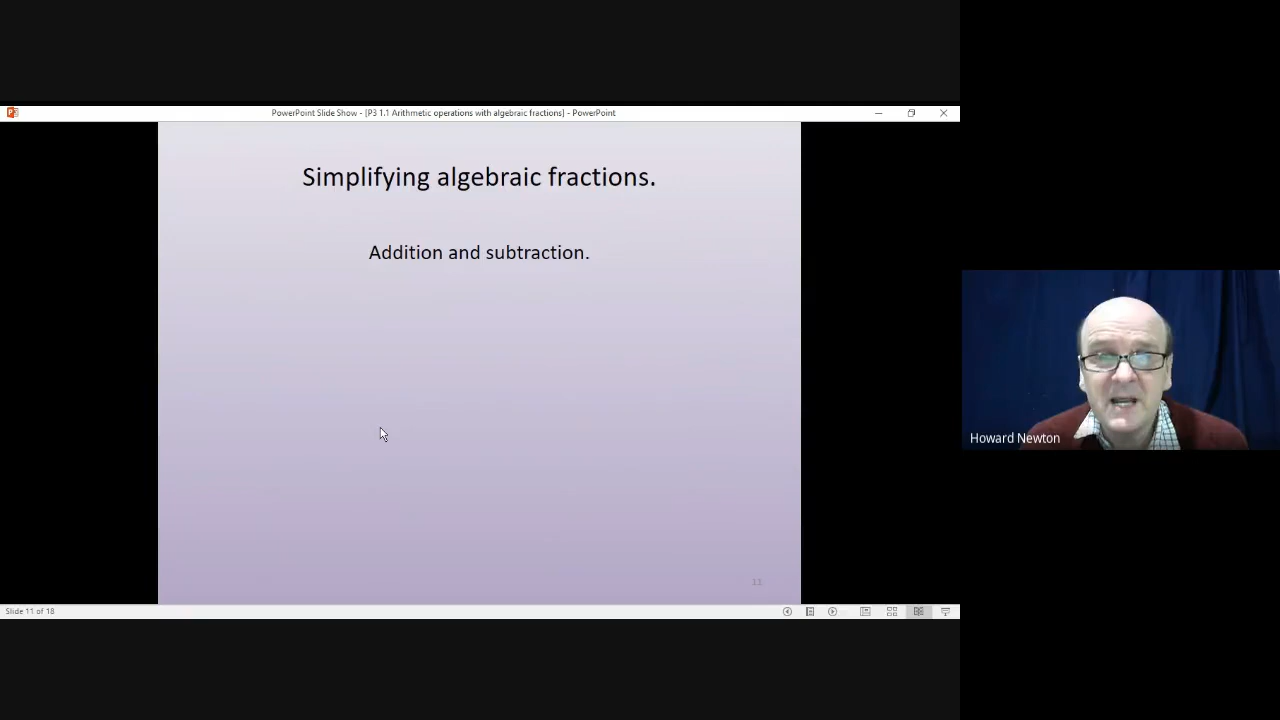 PowerPoint Slide Show - [P3 1.1 Arithmetic operations with algebraic fractions] - PowerPoint
Simplifying algebraic fractions.
Addition and subtraction.
Howard Newton
11
Slide 11 of 18